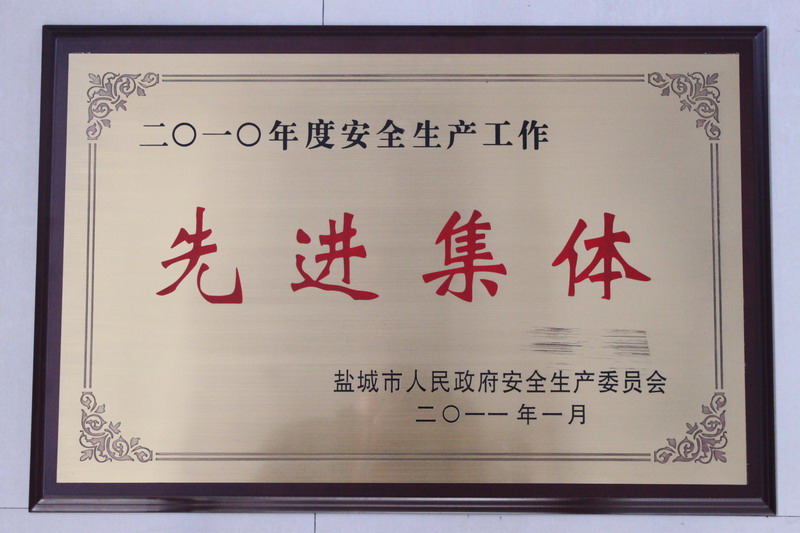 二〇一〇年度安全生产工作
先进集体
盐城市人民政府安全生产委员会
二〇一一年一月